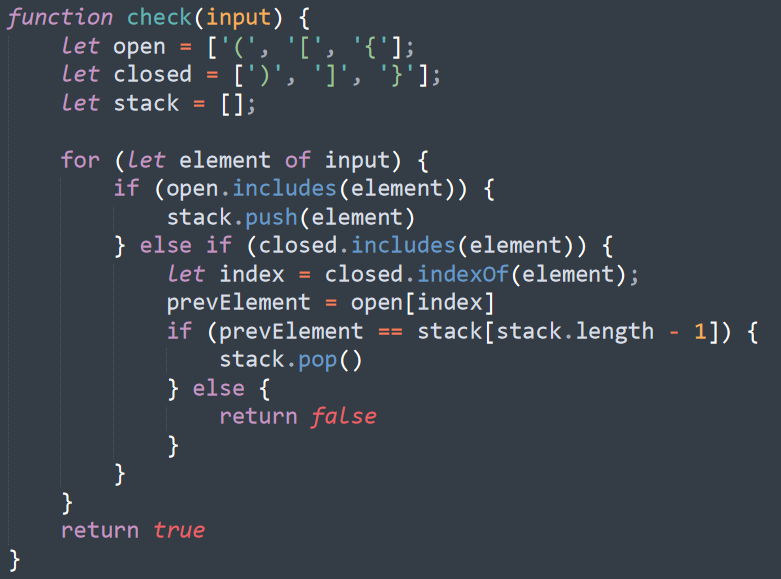 function check(input) {
    let open = ['(', '[', '{'];
    let closed = [')', ']', '}'];
    let stack = [];

    for (let element of input) {
        if (open.includes(element)) {
            stack.push(element)
        } else if (closed.includes(element)) {
            let index = closed.indexOf(element);
            prevElement = open[index]
            if (prevElement == stack[stack.length - 1]) {
                stack.pop()
            } else {
                return false
            }
        }
    }
    return true
}